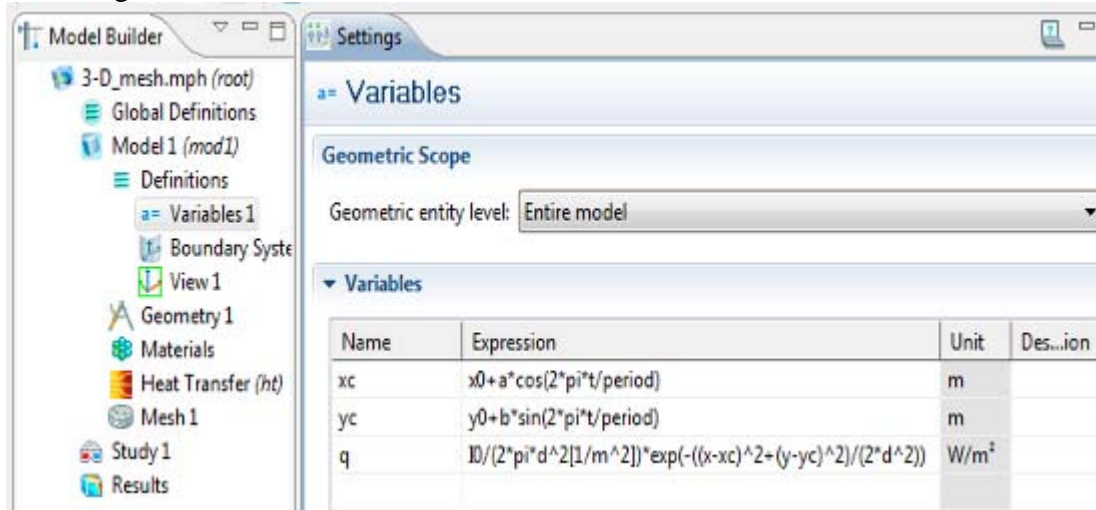 Model Builder
3-D_mesh.mph (root)
Global Definitions
Model 1 (mod1)
Definitions
a= Variables 1
Boundary Syste
View 1
Geometry 1
Materials
Heat Transfer (ht)
Mesh 1
Study 1
Results
Settings
a= Variables
Geometric Scope
Geometric entity level: Entire model
Variables
Name Expression Unit Des...ion
xc x0+a*cos(2*pi*t/period) m
yc y0+b*sin(2*pi*t/period) m
q I0/(2*pi*d^2[1/m^2])*exp(-((x-xc)^2+(y-yc)^2)/(2*d^2)) W/m²